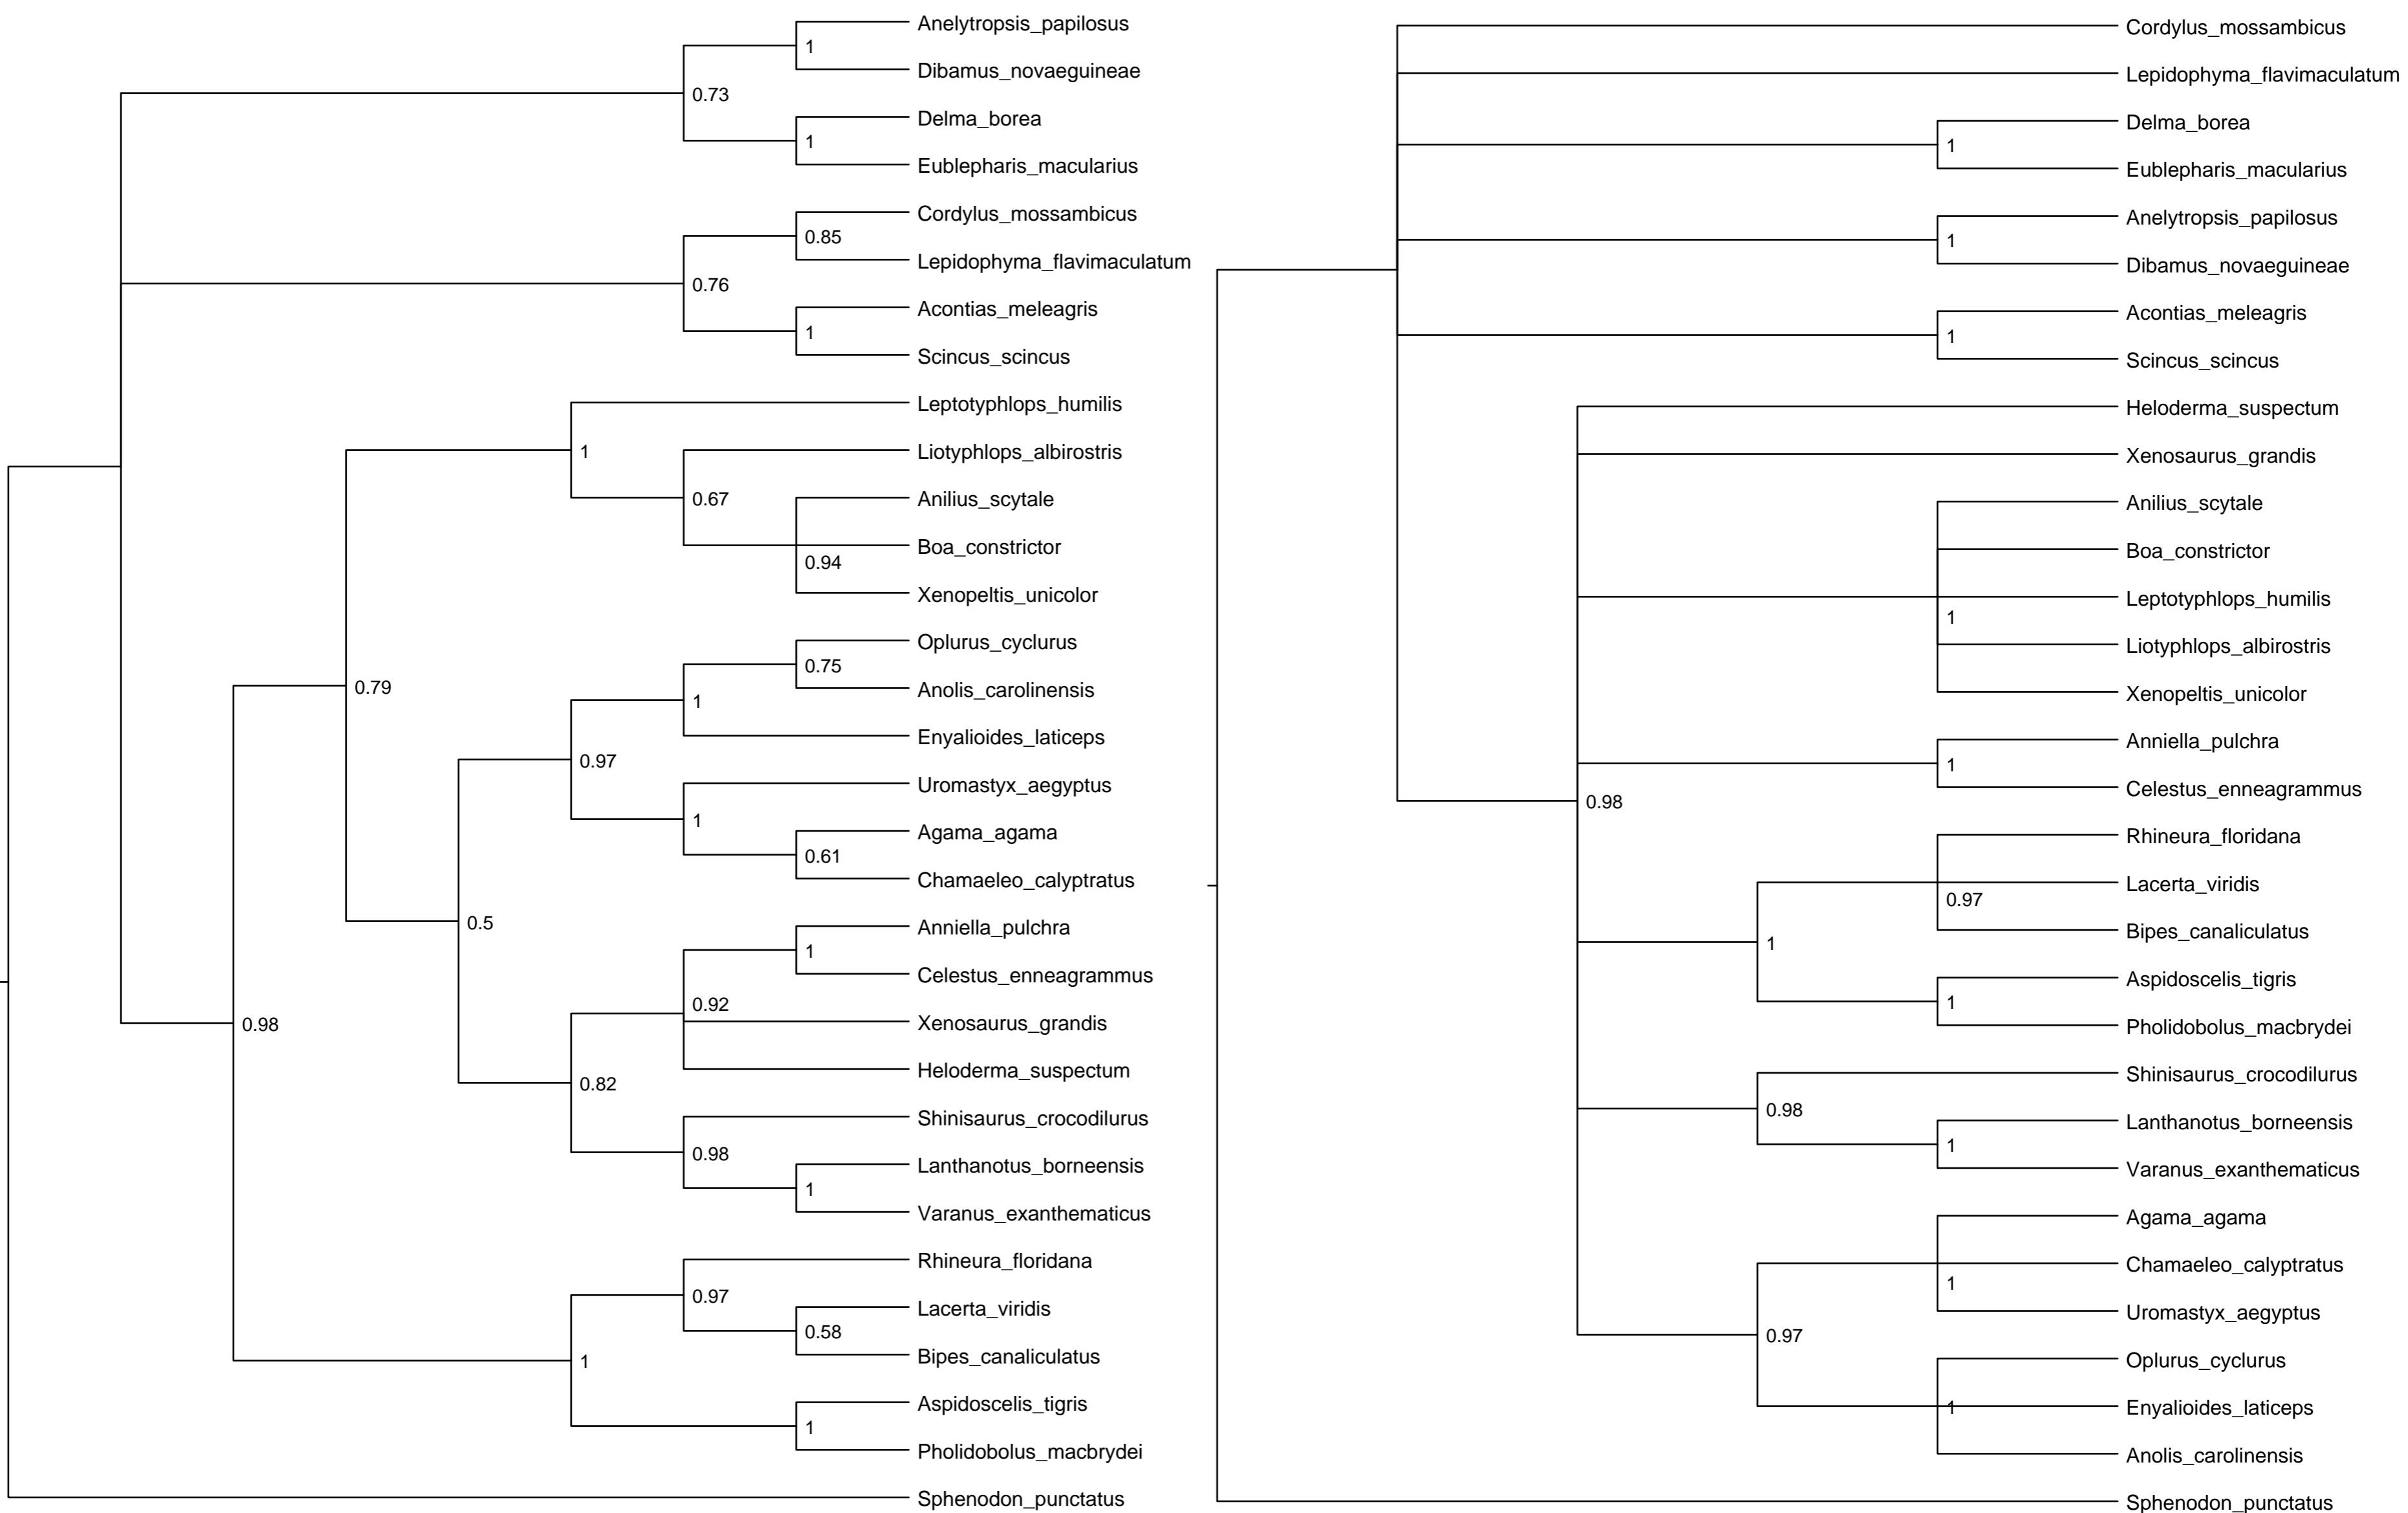 Anelytropsis_papilosus
1
Dibamus_novaeguineae
0.73
Delma_borea
1
Eublepharis_macularius
Cordylus_mossambicus
0.85
Lepidophyma_flavimaculatum
0.76
Acontias_meleagris
1
Scincus_scincus
Leptotyphlops_humilis
1
Liotyphlops_albirostris
0.67
Anilius_scytale
Boa_constrictor
0.94
Xenopeltis_unicolor
Oplurus_cyclurus
0.75
0.79
Anolis_carolinensis
1
Enyalioides_laticeps
0.97
Uromastyx_aegyptus
1
Agama_agama
0.61
Chamaeleo_calyptratus
0.5
Anniella_pulchra
1
Celestus_enneagrammus
0.92
Xenosaurus_grandis
0.98
Heloderma_suspectum
0.82
Shinisaurus_crocodilurus
0.98
Lanthanotus_borneensis
1
Varanus_exanthematicus
Rhineura_floridana
0.97
Lacerta_viridis
0.58
Bipes_canaliculatus
1
Aspidoscelis_tigris
1
Pholidobolus_macbrydei
Sphenodon_punctatus
Cordylus_mossambicus
Lepidophyma_flavimaculatum
Delma_borea
1
Eublepharis_macularius
Anelytropsis_papilosus
1
Dibamus_novaeguineae
Acontias_meleagris
1
Scincus_scincus
Heloderma_suspectum
Xenosaurus_grandis
Anilius_scytale
Boa_constrictor
Leptotyphlops_humilis
1
Liotyphlops_albirostris
Xenopeltis_unicolor
Anniella_pulchra
1
Celestus_enneagrammus
0.98
Rhineura_floridana
Lacerta_viridis
0.97
Bipes_canaliculatus
1
Aspidoscelis_tigris
1
Pholidobolus_macbrydei
Shinisaurus_crocodilurus
0.98
Lanthanotus_borneensis
1
Varanus_exanthematicus
Agama_agama
Chamaeleo_calyptratus
1
Uromastyx_aegyptus
0.97
Oplurus_cyclurus
1
Enyalioides_laticeps
Anolis_carolinensis
Sphenodon_punctatus